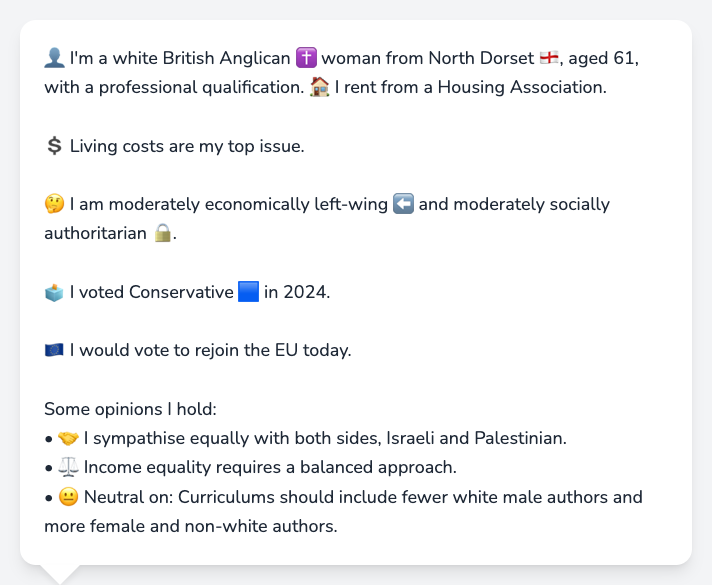 👤 I'm a white British Anglican ✝️ woman from North Dorset 🏴󠁧󠁢󠁥󠁮󠁧󠁿, aged 61,
with a professional qualification. 🏠 I rent from a Housing Association.
💲 Living costs are my top issue.
🤔 I am moderately economically left-wing ⬅️ and moderately socially
authoritarian 🔒.
🗳️ I voted Conservative 🟦 in 2024.
🇪🇺 I would vote to rejoin the EU today.
Some opinions I hold:
• 🤝 I sympathise equally with both sides, Israeli and Palestinian.
• ⚖️ Income equality requires a balanced approach.
• 😐 Neutral on: Curriculums should include fewer white male authors and
more female and non-white authors.